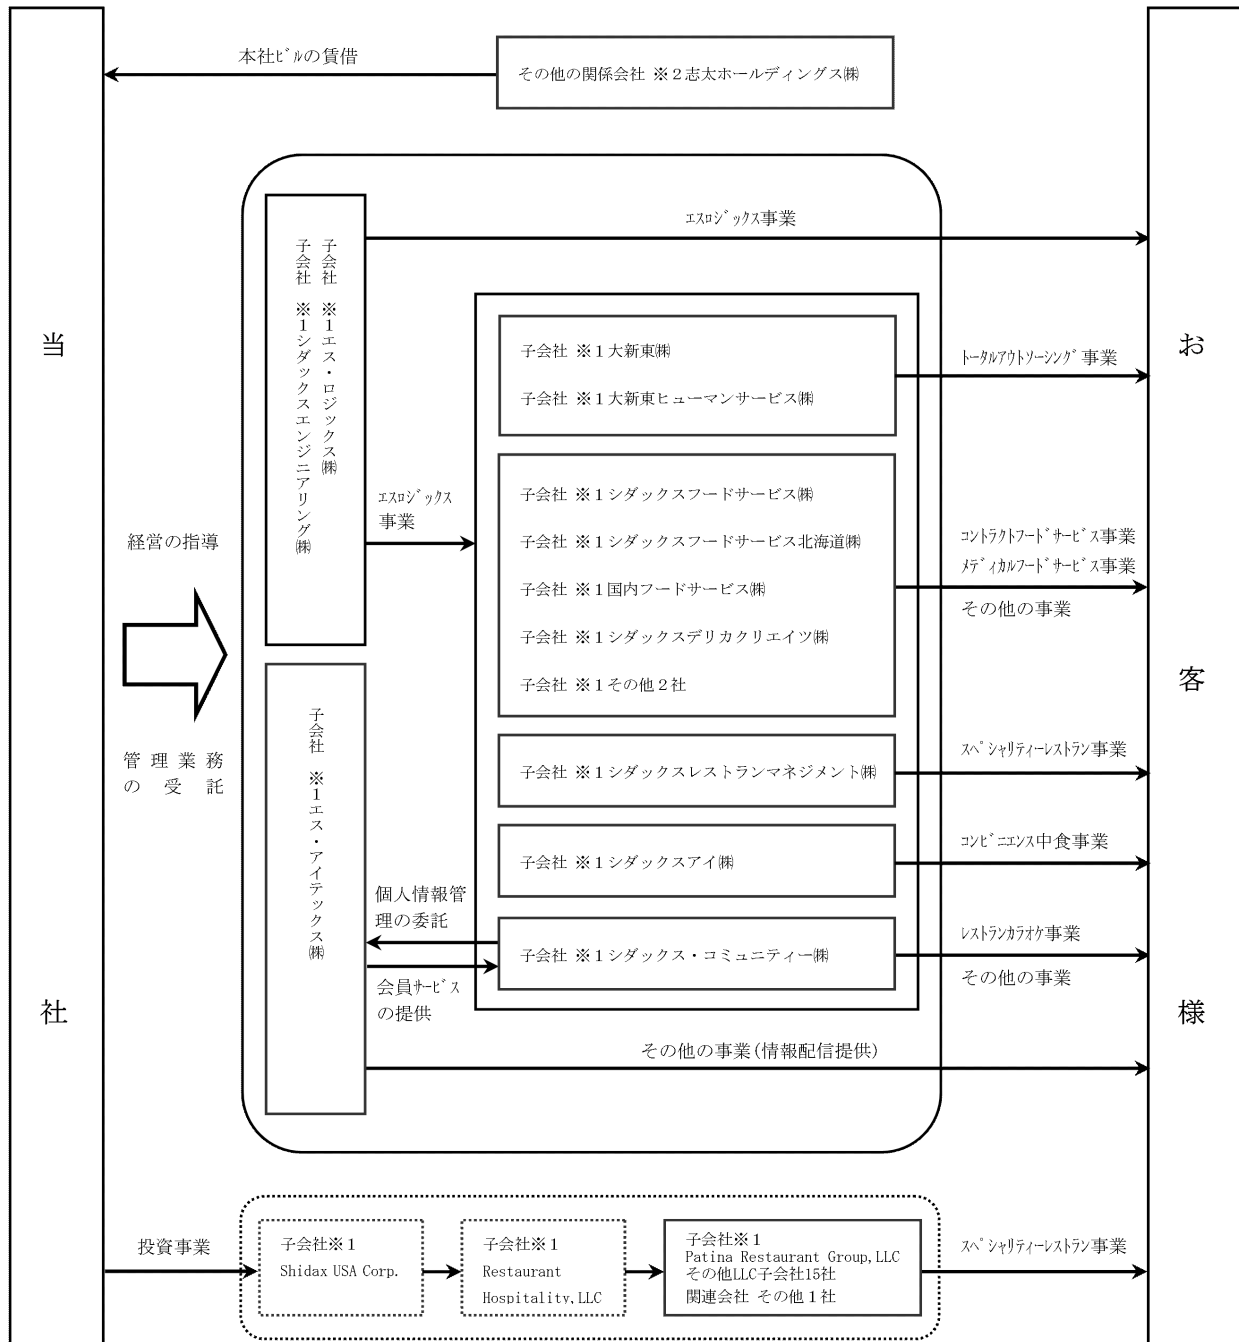 本社ビルの賃借
その他の関係会社 ※２志太ホールディングス㈱
当
社
お
客
様
経営の指導
管理業務
の受託
子会社 ※１エス・ロジックス㈱
子会社 ※１シダックスエンジニアリング㈱
エスロジックス事業
エスロジックス
事業
子会社 ※１大新東㈱
子会社 ※１大新東ヒューマンサービス㈱
トータルアウトソーシング事業
子会社 ※１シダックスフードサービス㈱
子会社 ※１シダックスフードサービス北海道㈱
子会社 ※１国内フードサービス㈱
子会社 ※１シダックスデリカクリエイツ㈱
子会社 ※１その他２社
コントラクトフードサービス事業
メディカルフードサービス事業
その他の事業
子会社 ※１シダックスレストランマネジメント㈱
スペシャリティーレストラン事業
子会社 ※１シダックスアイ㈱
コンビニエンス中食事業
子会社 ※１エス・アイテックス㈱
個人情報管
理の委託
会員サービス
の提供
子会社 ※１シダックス・コミュニティー㈱
レストランカラオケ事業
その他の事業
その他の事業(情報配信提供)
投資事業
子会社※１
Shidax USA Corp.
子会社※１
Restaurant
Hospitality,LLC
子会社※１
Patina Restaurant Group,LLC
その他LLC子会社15社
関連会社 その他１社
スペシャリティーレストラン事業